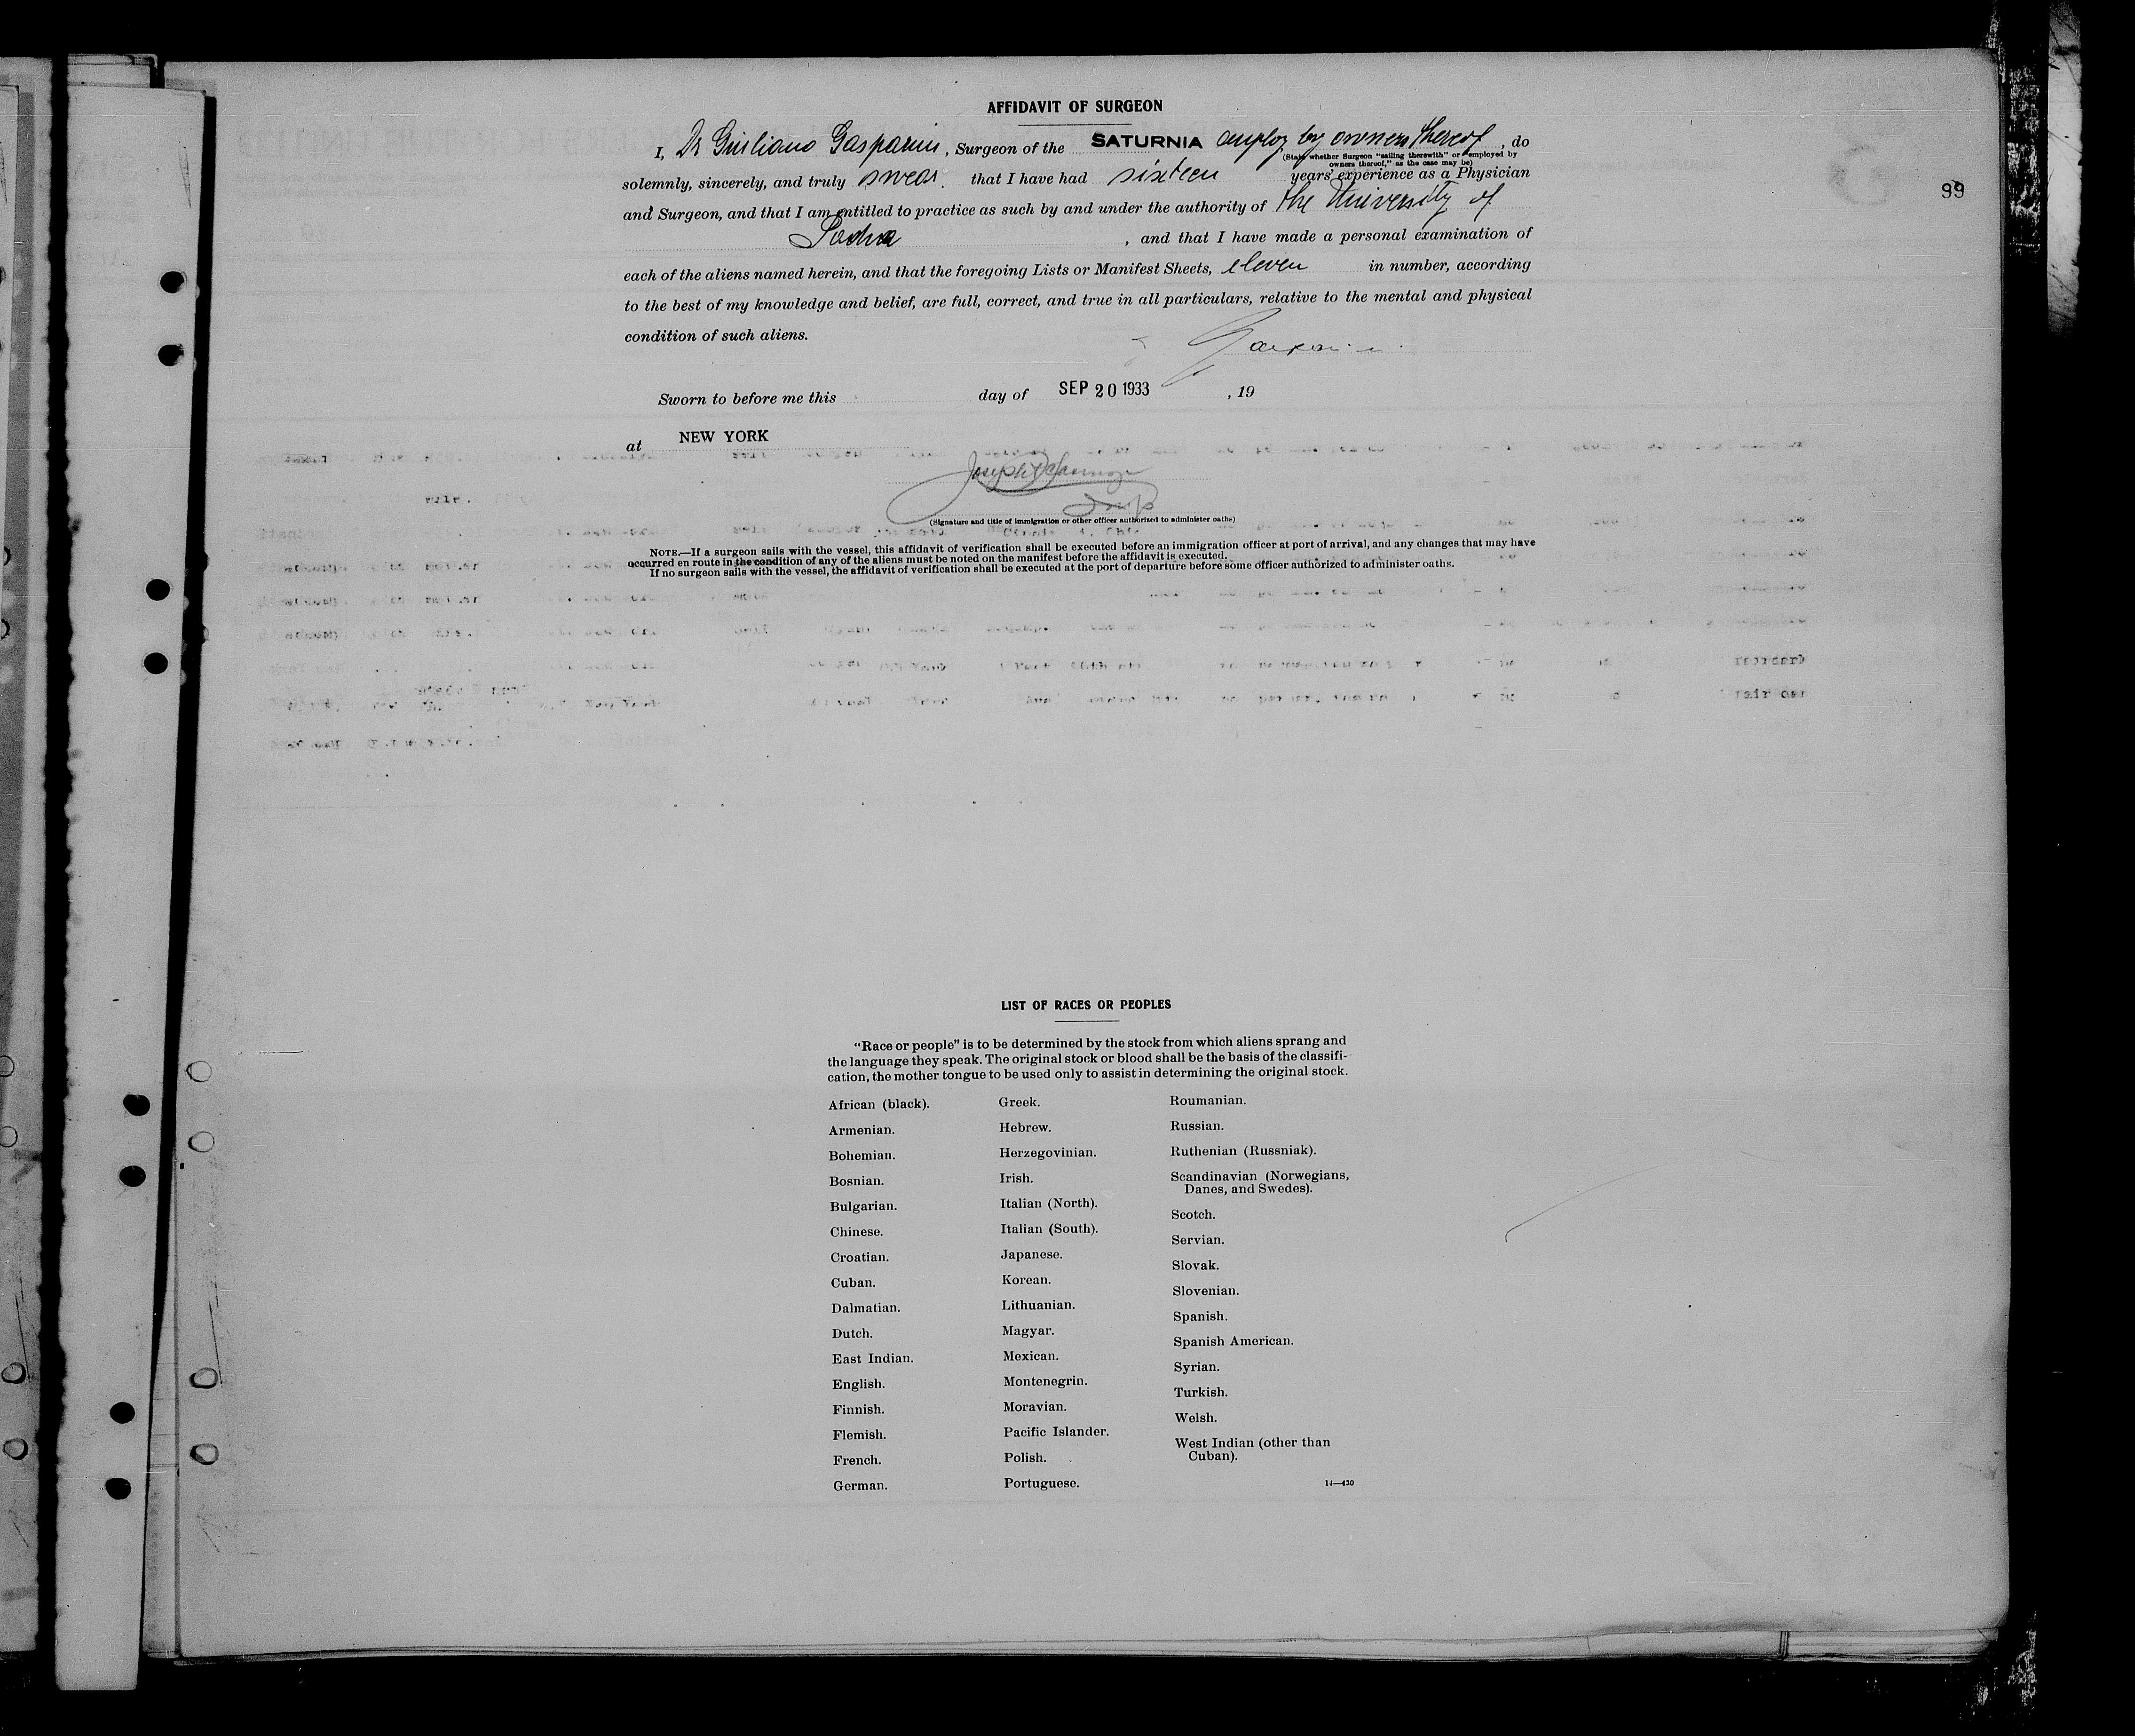 AFFIDAVIT OF SURGEON
I, Dr Giuliano Gasparini, Surgeon of the SATURNIA employ by owners thereof, do
(State whether Surgeon "sailing therewith" or "employed by
owners thereof," as the case may be)
solemnly, sincerely, and truly swear. that I have had sixteen years' experience as a Physician
and Surgeon, and that I am entitled to practice as such by and under the authority of the University of
99
Padua, and that I have made a personal examination of
each of the aliens named herein, and that the foregoing Lists or Manifest Sheets, eleven in number, according
to the best of my knowledge and belief, are full, correct, and true in all particulars, relative to the mental and physical
condition of such aliens.
Sworn to before me this day of SEP 20 1933, 19
at NEW YORK
Joseph
(Signature and title of immigration or other officer authorized to administer oaths)
NOTE.—If a surgeon sails with the vessel, this affidavit of verification shall be executed before an immigration officer at port of arrival, and any changes that may have
occurred en route in the condition of any of the aliens must be noted on the manifest before the affidavit is executed.
If no surgeon sails with the vessel, the affidavit of verification shall be executed at the port of departure before some officer authorized to administer oaths.
LIST OF RACES OR PEOPLES
"Race or people" is to be determined by the stock from which aliens sprang and
the language they speak. The original stock or blood shall be the basis of the classifi-
cation, the mother tongue to be used only to assist in determining the original stock.
African (black).
Armenian.
Bohemian.
Bosnian.
Bulgarian.
Chinese.
Croatian.
Cuban.
Dalmatian.
Dutch.
East Indian.
English.
Finnish.
Flemish.
French.
German.
Greek.
Hebrew.
Herzegovinian.
Irish.
Italian (North).
Italian (South).
Japanese.
Korean.
Lithuanian.
Magyar.
Mexican.
Montenegrin.
Moravian.
Pacific Islander.
Polish.
Portuguese.
Roumanian.
Russian.
Ruthenian (Russniak).
Scandinavian (Norwegians,
Danes, and Swedes).
Scotch.
Servian.
Slovak.
Slovenian.
Spanish.
Spanish American.
Syrian.
Turkish.
Welsh.
West Indian (other than
Cuban).
14—430